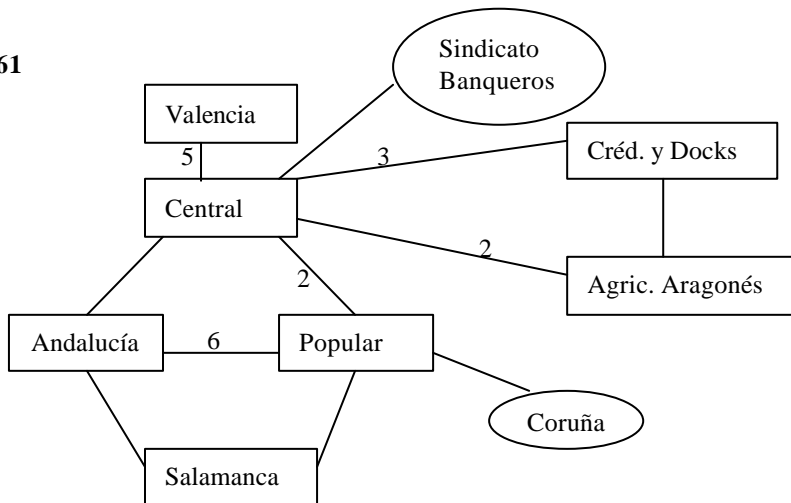 61
Sindicato
Banqueros
Valencia
5
3
Créd. y Docks
Central
2
2
Agric. Aragonés
Andalucía
6
Popular
Coruña
Salamanca